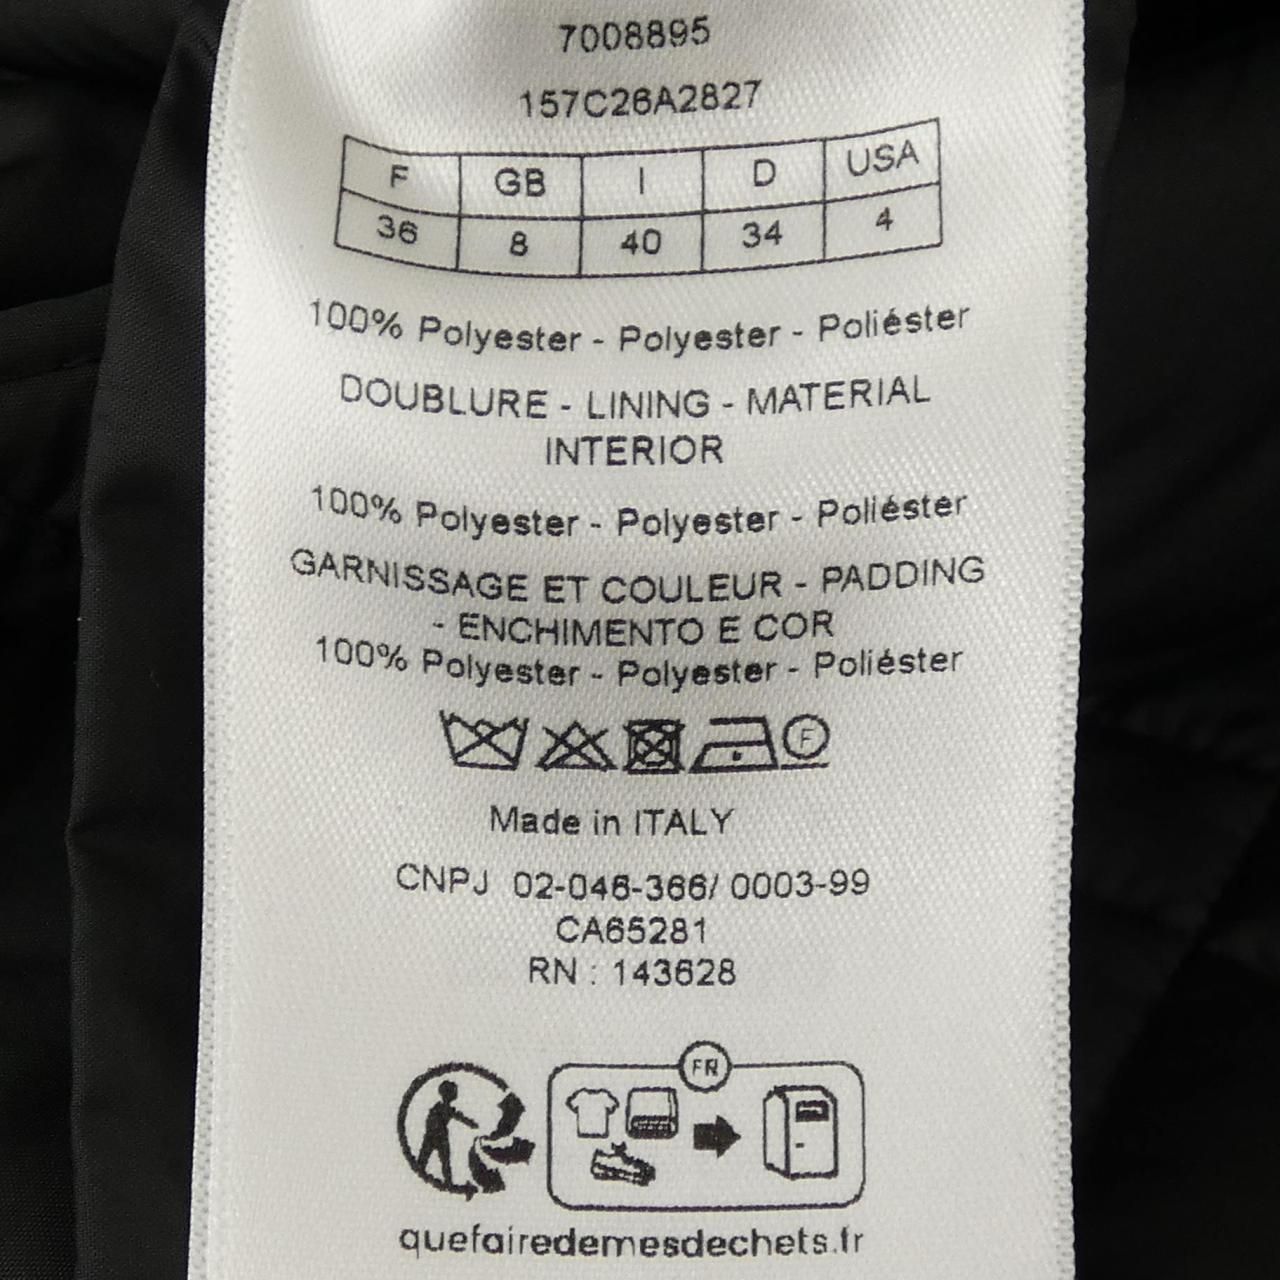 7008895
157C26A2827
F GB I D USA
36 8 40 34 4
100% Polyester - Polyester - Poliéster
DOUBLURE - LINING - MATERIAL
INTERIOR
100% Polyester - Polyester - Poliéster
GARNISSAGE ET COULEUR - PADDING
- ENCHIMENTO E COR
100% Polyester - Polyester - Poliéster
F
Made in ITALY
CNPJ 02-046-366/ 0003-99
CA65281
RN : 143628
FR
quefairedemesdechets.fr